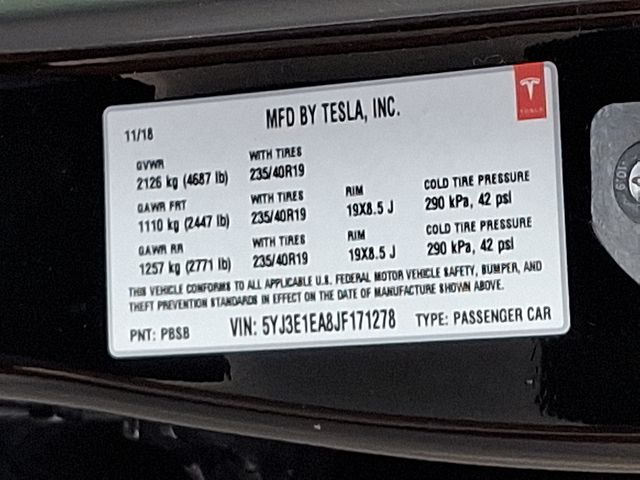 TESLA
MFD BY TESLA, INC.
11/18
GVWR WITH TIRES
2126 kg (4687 lb) 235/40R19
GAWR FRT WITH TIRES RIM COLD TIRE PRESSURE
1110 kg (2447 lb) 235/40R19 19X8.5 J 290 kPa, 42 psi
GAWR RR WITH TIRES RIM COLD TIRE PRESSURE
1257 kg (2771 lb) 235/40R19 19X8.5 J 290 kPa, 42 psi
THIS VEHICLE CONFORMS TO ALL APPLICABLE U.S. FEDERAL MOTOR VEHICLE SAFETY, BUMPER, AND
THEFT PREVENTION STANDARDS IN EFFECT ON THE DATE OF MANUFACTURE SHOWN ABOVE.
PNT: PBSB VIN: 5YJ3E1EA8JF171278 TYPE: PASSENGER CAR